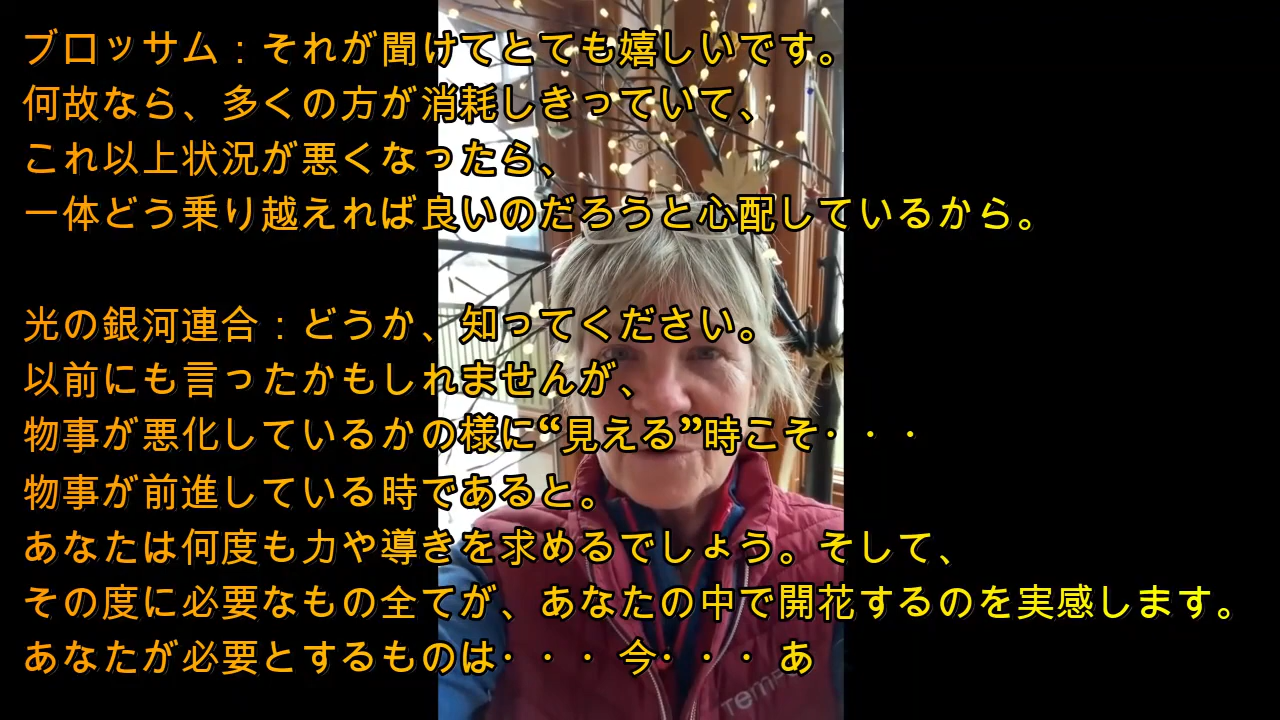 ブロッサム：それが聞けてとても嬉しいです。
何故なら、多くの方が消耗しきっていて、
これ以上状況が悪くなったら、
一体どう乗り越えれば良いのだろうと心配しているから。
光の銀河連合：どうか、知ってください。
以前にも言ったかもしれませんが、
物事が悪化しているかの様に“見える”時こそ・・・
物事が前進している時であると。
あなたは何度も力や導きを求めるでしょう。そして、
その度に必要なもの全てが、あなたの中で開花するのを実感します。
あなたが必要とするものは・・・今・・・あ